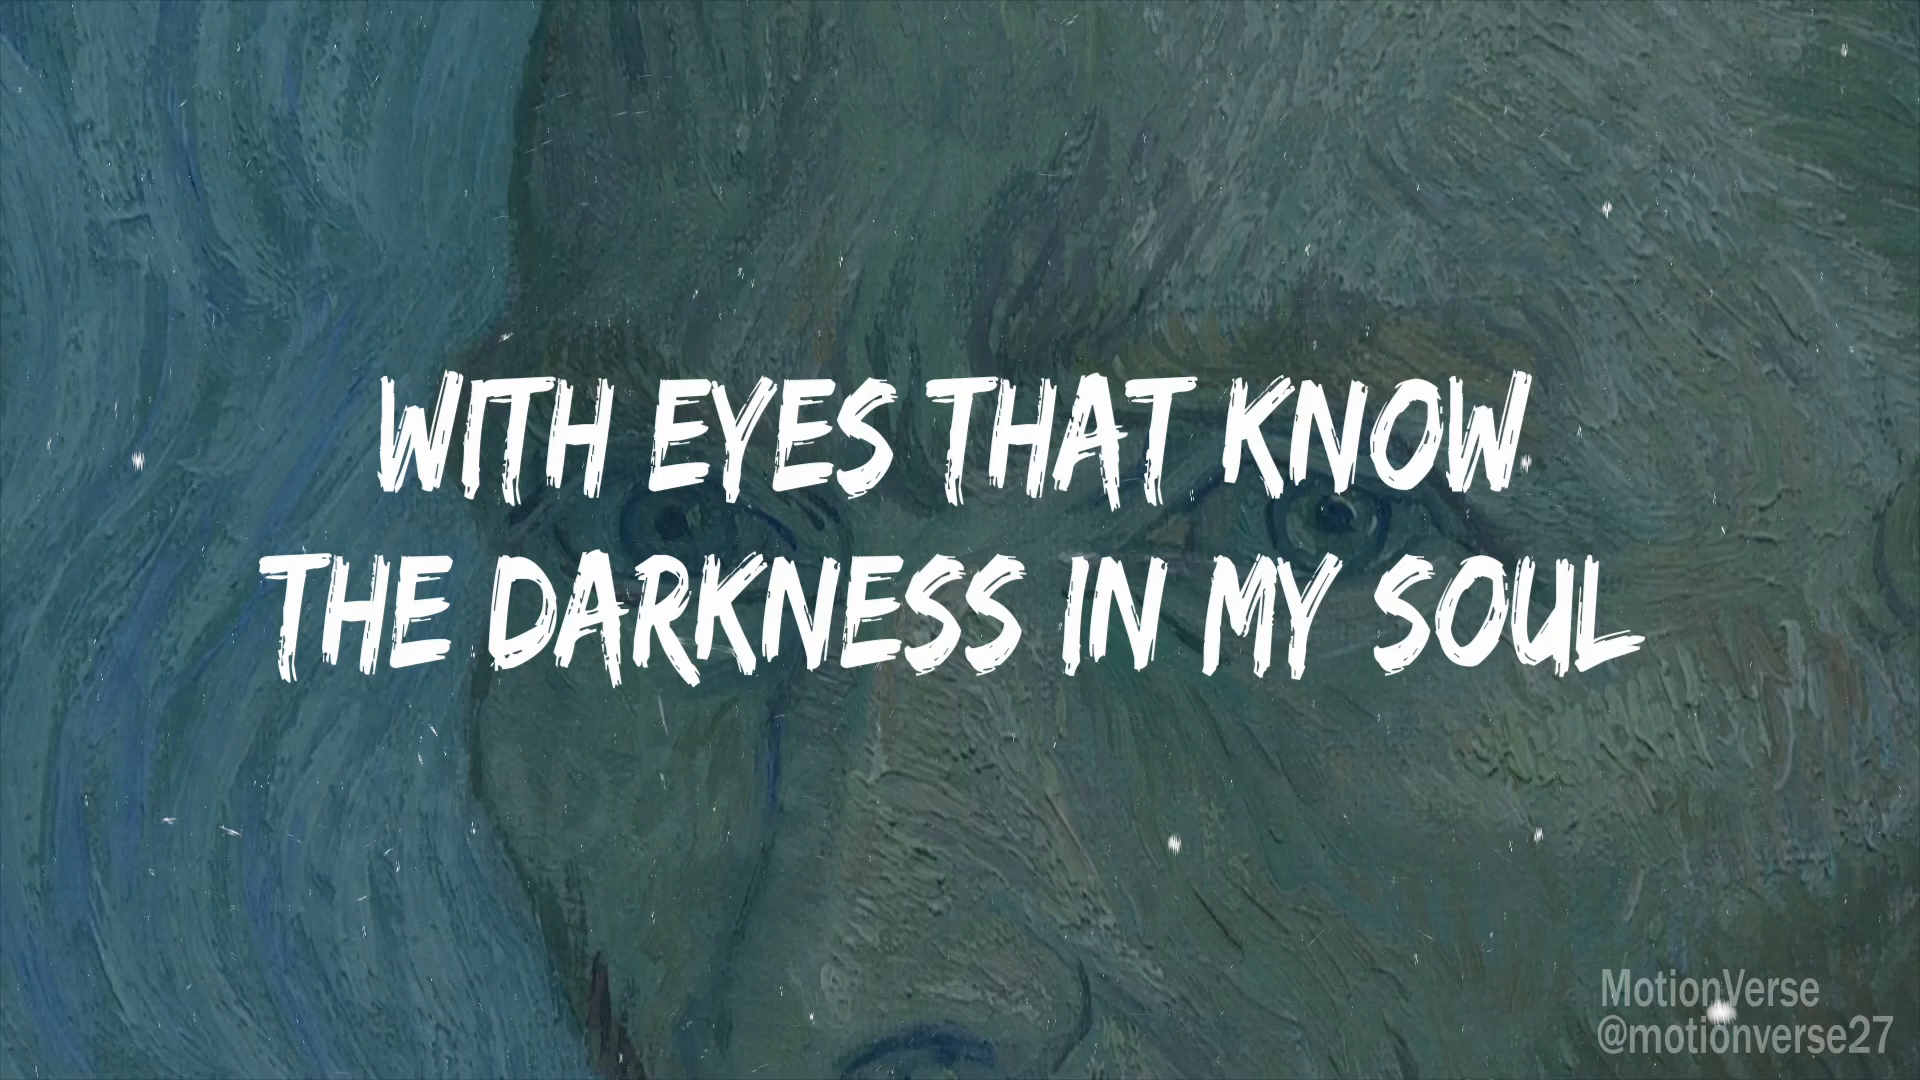 WITH EYES THAT KNOW
THE DARKNESS IN MY SOUL
MotionVerse
@motionverse27